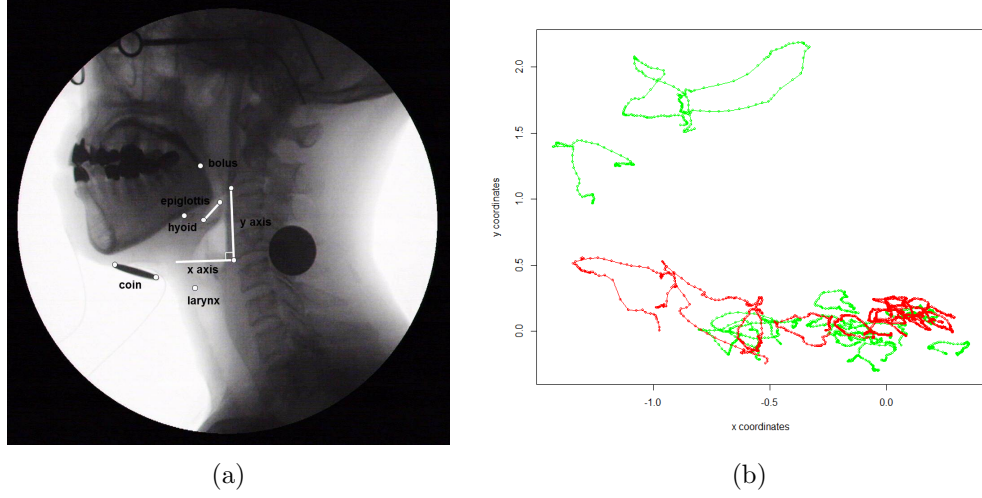 bolus
epiglottis
hyoid
y axis
x axis
coin
larynx
(a)
y coordinates
2.0
1.5
1.0
0.5
0.0
-1.0 -0.5 0.0
x coordinates
(b)